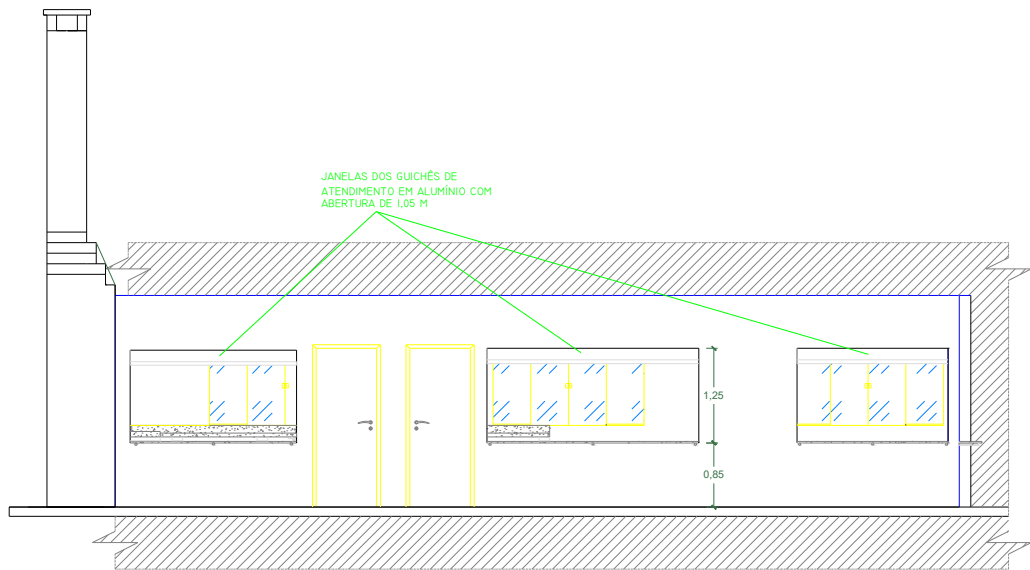 JANELAS DOS GUICHÊS DE
ATENDIMENTO EM ALUMÍNIO COM
ABERTURA DE 1.05 M
1,25
0,85